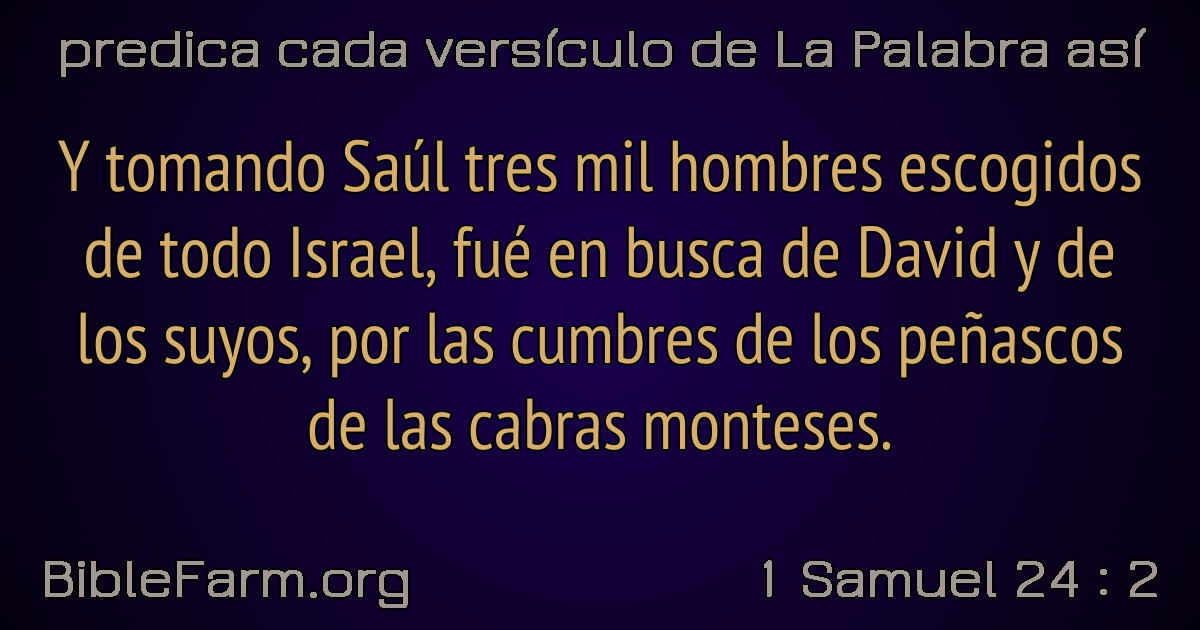 predica cada versículo de La Palabra así
Y tomando Saúl tres mil hombres escogidos
de todo Israel, fué en busca de David y de
los suyos, por las cumbres de los peñascos
de las cabras monteses.
BibleFarm.org
1 Samuel 24 : 2